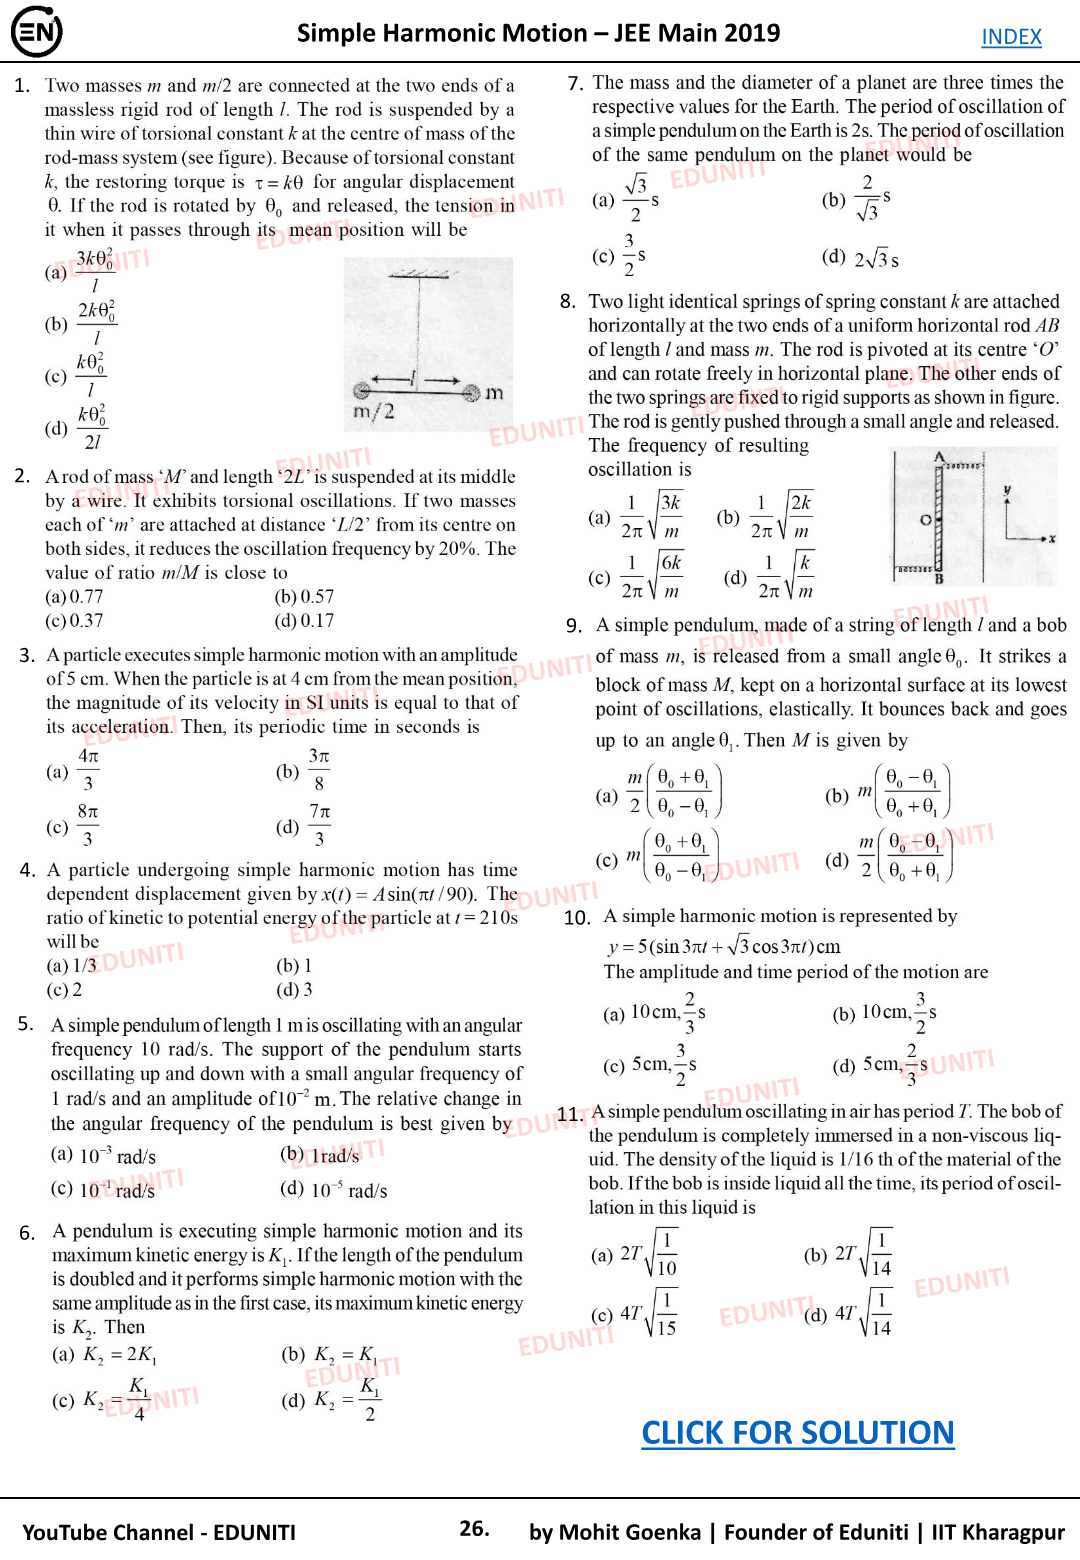 EN
Simple Harmonic Motion – JEE Main 2019
INDEX
1. Two masses m and m/2 are connected at the two ends of a
massless rigid rod of length l. The rod is suspended by a
thin wire of torsional constant k at the centre of mass of the
rod-mass system (see figure). Because of torsional constant
k, the restoring torque is τ = kθ for angular displacement
θ. If the rod is rotated by θ₀ and released, the tension in
it when it passes through its mean position will be
(a) 3kθ₀²/l
(b) 2kθ₀²/l
(c) kθ₀²/l
(d) kθ₀²/2l
l
m
m/2
2. A rod of mass ‘M’ and length ‘2L’ is suspended at its middle
by a wire. It exhibits torsional oscillations. If two masses
each of ‘m’ are attached at distance ‘L/2’ from its centre on
both sides, it reduces the oscillation frequency by 20%. The
value of ratio m/M is close to
(a) 0.77 (b) 0.57
(c) 0.37 (d) 0.17
3. A particle executes simple harmonic motion with an amplitude
of 5 cm. When the particle is at 4 cm from the mean position,
the magnitude of its velocity in SI units is equal to that of
its acceleration. Then, its periodic time in seconds is
(a) 4π/3 (b) 3π/8
(c) 8π/3 (d) 7π/3
4. A particle undergoing simple harmonic motion has time
dependent displacement given by x(t) = A sin(πt / 90). The
ratio of kinetic to potential energy of the particle at t = 210s
will be
(a) 1/3 (b) 1
(c) 2 (d) 3
5. A simple pendulum of length 1 m is oscillating with an angular
frequency 10 rad/s. The support of the pendulum starts
oscillating up and down with a small angular frequency of
1 rad/s and an amplitude of 10⁻² m. The relative change in
the angular frequency of the pendulum is best given by
(a) 10⁻³ rad/s (b) 1rad/s
(c) 10⁻¹ rad/s (d) 10⁻⁵ rad/s
6. A pendulum is executing simple harmonic motion and its
maximum kinetic energy is K₁. If the length of the pendulum
is doubled and it performs simple harmonic motion with the
same amplitude as in the first case, its maximum kinetic energy
is K₂. Then
(a) K₂ = 2K₁ (b) K₂ = K₁
(c) K₂ = K₁/4 (d) K₂ = K₁/2
7. The mass and the diameter of a planet are three times the
respective values for the Earth. The period of oscillation of
a simple pendulum on the Earth is 2s. The period of oscillation
of the same pendulum on the planet would be
(a) √3/2 s (b) 2/√3 s
(c) 3/2 s (d) 2√3 s
8. Two light identical springs of spring constant k are attached
horizontally at the two ends of a uniform horizontal rod AB
of length l and mass m. The rod is pivoted at its centre ‘O’
and can rotate freely in horizontal plane. The other ends of
the two springs are fixed to rigid supports as shown in figure.
The rod is gently pushed through a small angle and released.
The frequency of resulting
oscillation is
(a) 1/2π √(3k/m) (b) 1/2π √(2k/m)
(c) 1/2π √(6k/m) (d) 1/2π √(k/m)
A
y
O
x
B
9. A simple pendulum, made of a string of length l and a bob
of mass m, is released from a small angle θ₀. It strikes a
block of mass M, kept on a horizontal surface at its lowest
point of oscillations, elastically. It bounces back and goes
up to an angle θ₁. Then M is given by
(a) m/2 ((θ₀ + θ₁)/(θ₀ − θ₁)) (b) m ((θ₀ − θ₁)/(θ₀ + θ₁))
(c) m ((θ₀ + θ₁)/(θ₀ − θ₁)) (d) m/2 ((θ₀ − θ₁)/(θ₀ + θ₁))
10. A simple harmonic motion is represented by
y = 5(sin3πt + √3 cos3πt) cm
The amplitude and time period of the motion are
(a) 10cm, 2/3 s (b) 10cm, 3/2 s
(c) 5cm, 3/2 s (d) 5cm, 2/3 s
11. A simple pendulum oscillating in air has period T. The bob of
the pendulum is completely immersed in a non-viscous liq-
uid. The density of the liquid is 1/16 th of the material of the
bob. If the bob is inside liquid all the time, its period of oscil-
lation in this liquid is
(a) 2T √(1/10) (b) 2T √(1/14)
(c) 4T √(1/15) (d) 4T √(1/14)
CLICK FOR SOLUTION
YouTube Channel - EDUNITI
26.
by Mohit Goenka | Founder of Eduniti | IIT Kharagpur